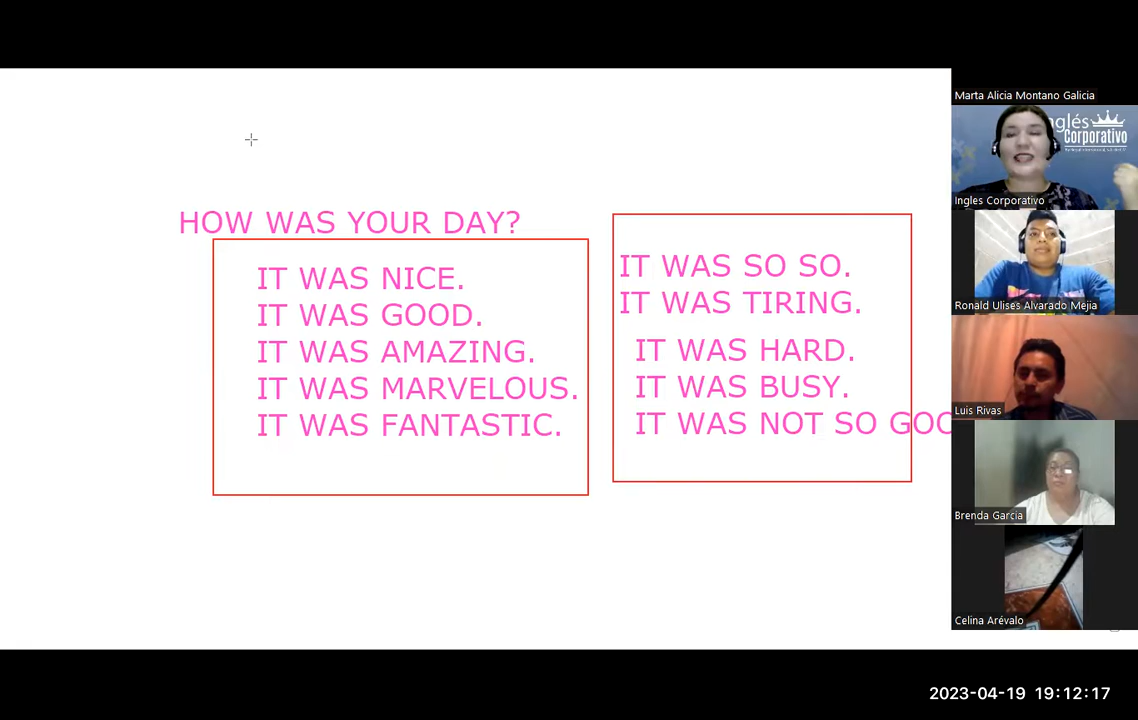 HOW WAS YOUR DAY?
IT WAS NICE.
IT WAS GOOD.
IT WAS AMAZING.
IT WAS MARVELOUS.
IT WAS FANTASTIC.
IT WAS SO SO.
IT WAS TIRING.
IT WAS HARD.
IT WAS BUSY.
IT WAS NOT SO GOO
Marta Alicia Montano Galicia
nglés
Corporativo
Ingles Corporativo
Ronald Ulises Alvarado Mejia
Luis Rivas
Brenda Garcia
Celina Arévalo
2023-04-19 19:12:17